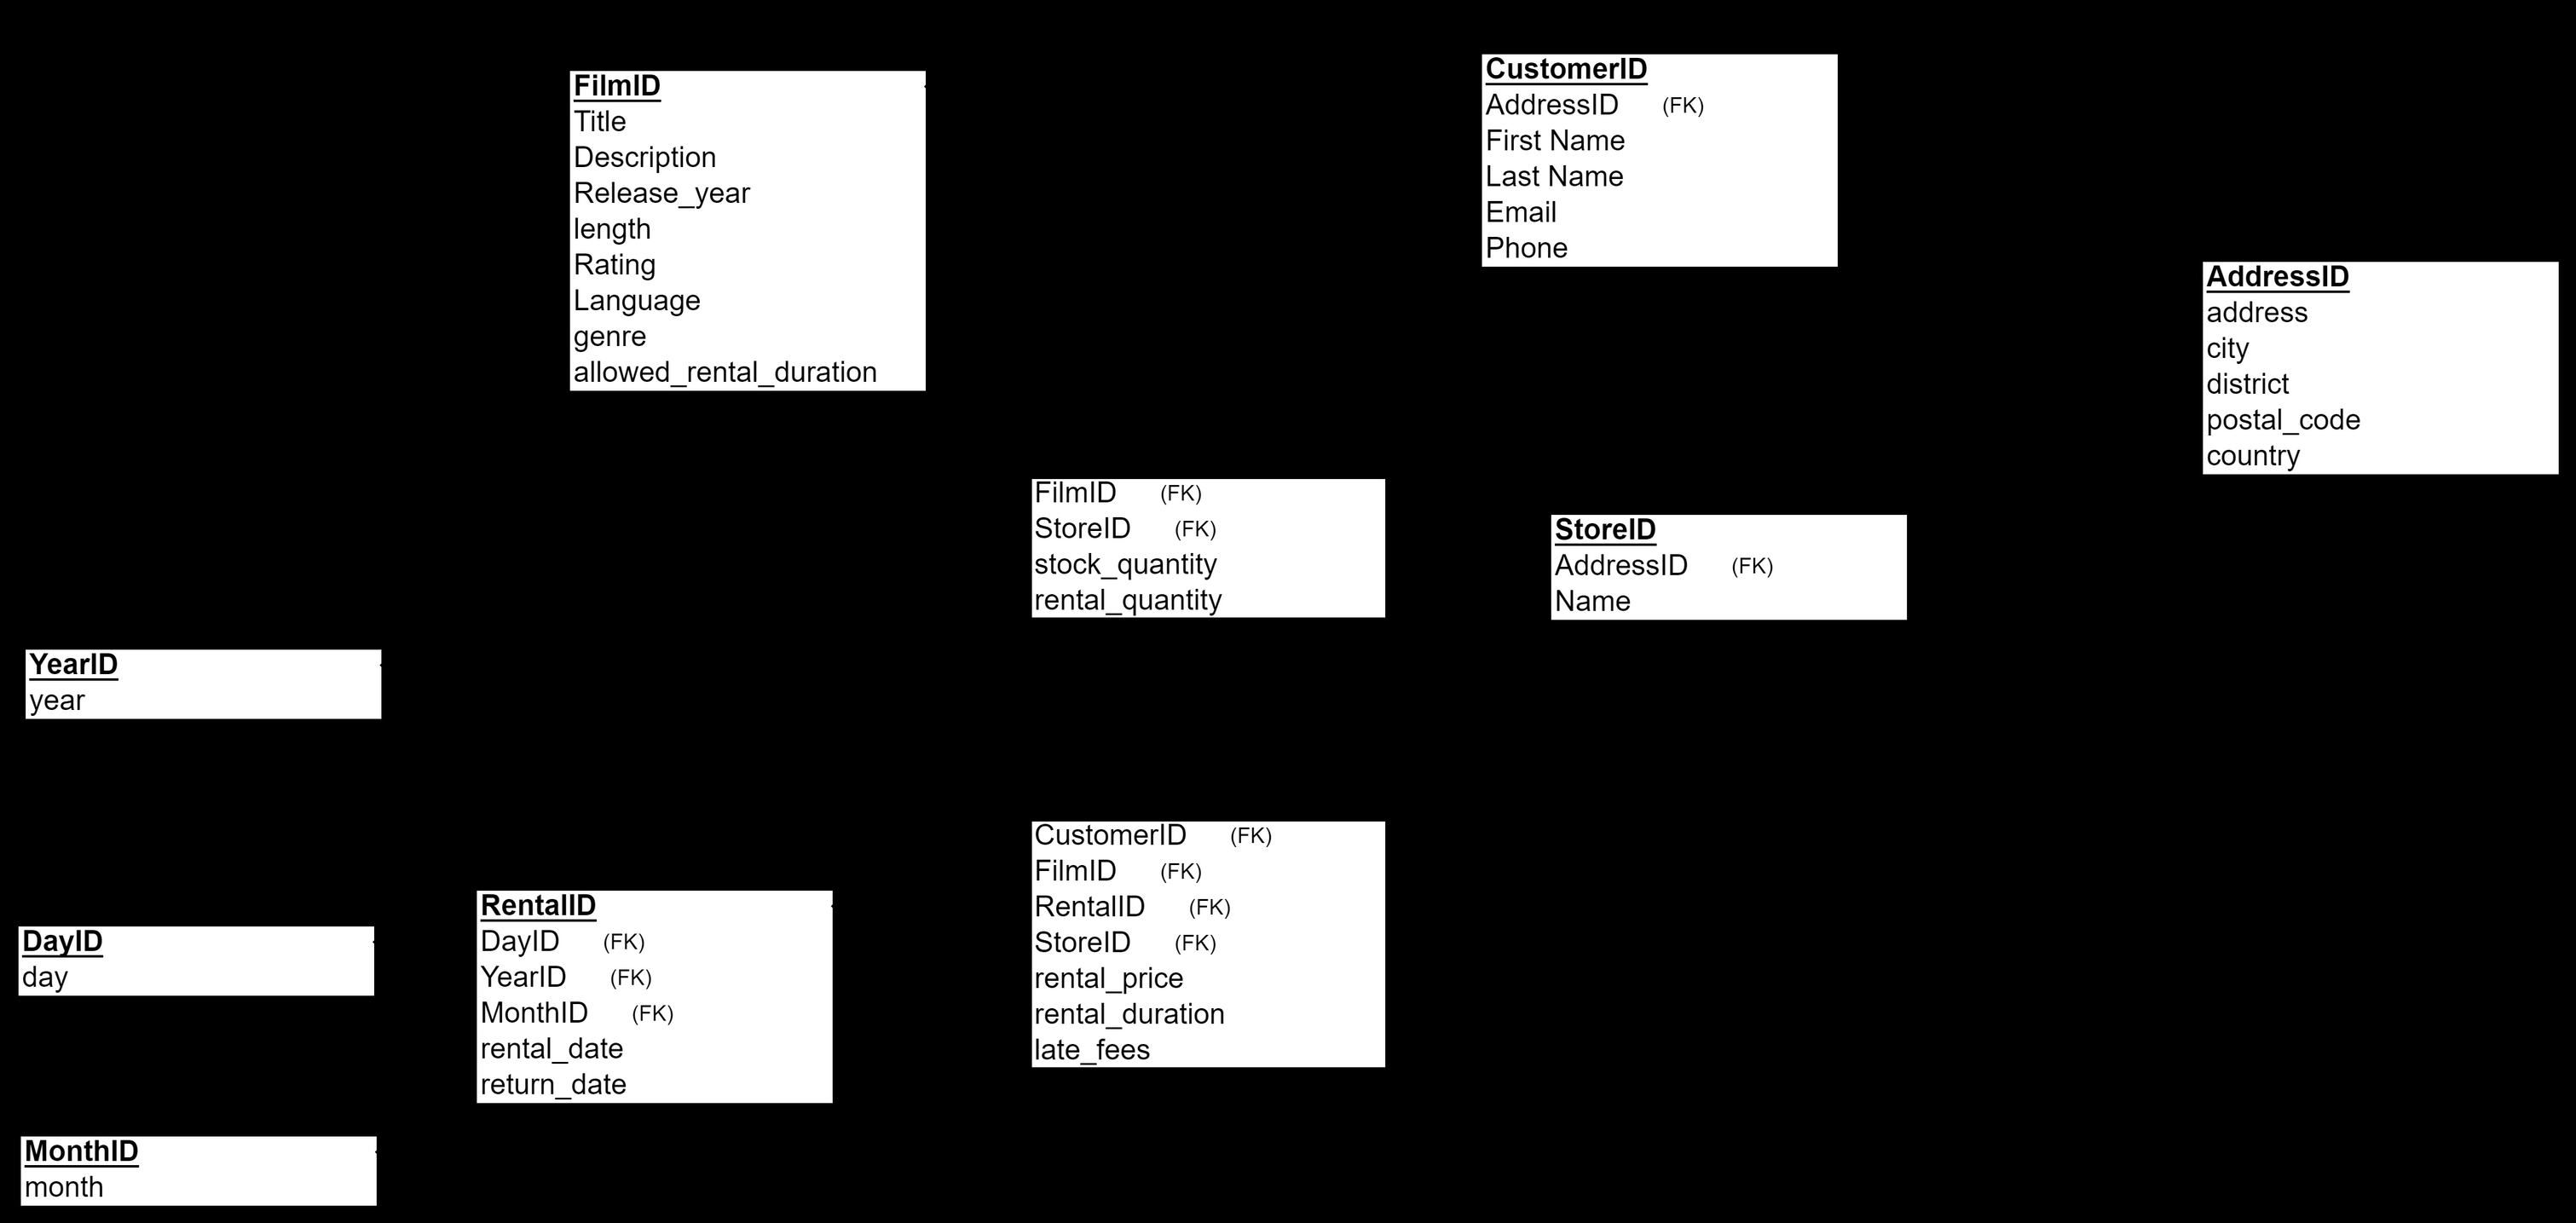 FilmID
Title
Description
Release_year
length
Rating
Language
genre
allowed_rental_duration
CustomerID
AddressID (FK)
First Name
Last Name
Email
Phone
AddressID
address
city
district
postal_code
country
FilmID (FK)
StoreID (FK)
stock_quantity
rental_quantity
StoreID
AddressID (FK)
Name
YearID
year
DayID
day
RentalID
DayID (FK)
YearID (FK)
MonthID (FK)
rental_date
return_date
CustomerID (FK)
FilmID (FK)
RentalID (FK)
StoreID (FK)
rental_price
rental_duration
late_fees
MonthID
month